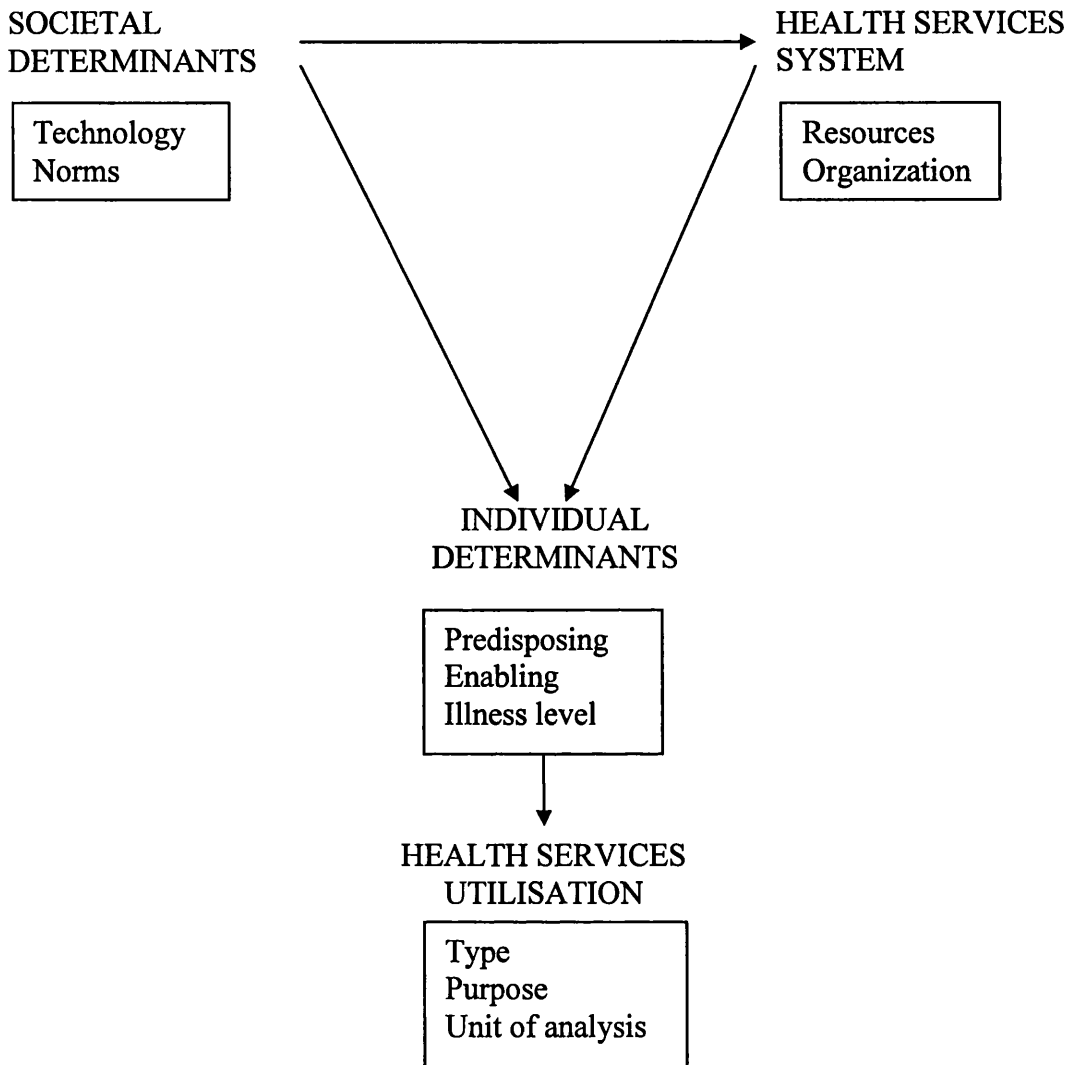 SOCIETAL
DETERMINANTS
Technology
Norms
HEALTH SERVICES
SYSTEM
Resources
Organization
INDIVIDUAL
DETERMINANTS
Predisposing
Enabling
Illness level
HEALTH SERVICES
UTILISATION
Type
Purpose
Unit of analysis